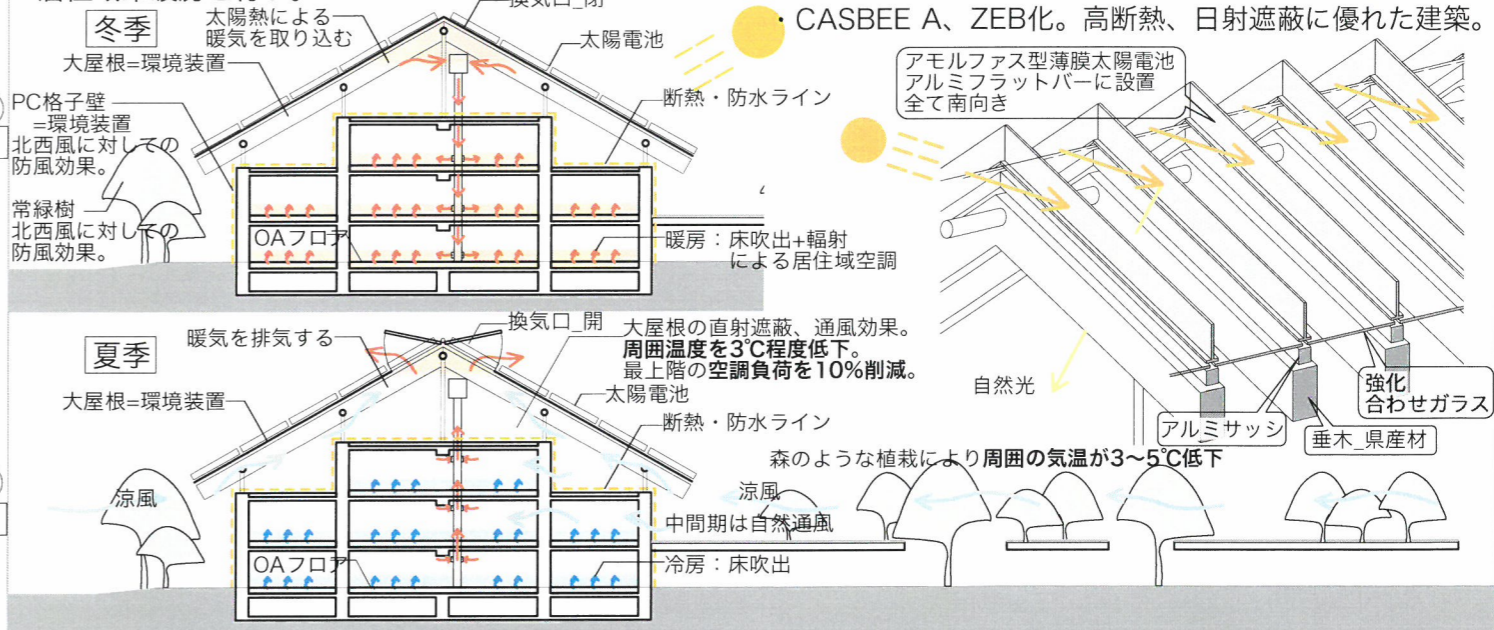 換気口_閉
冬季
太陽熱による
暖気を取り込む
大屋根=環境装置
太陽電池
PC格子壁
=環境装置
北西風に対しての
防風効果。
断熱・防水ライン
常緑樹
北西風に対しての
防風効果。
OAフロア
暖房：床吹出+輻射
による居住域空調
・CASBEE A、ZEB化。高断熱、日射遮蔽に優れた建築。
アモルファス型薄膜太陽電池
アルミフラットバーに設置
全て南向き
自然光
強化
合わせガラス
アルミサッシ
垂木_県産材
夏季
暖気を排気する
換気口_開
大屋根の直射遮蔽、通風効果。
周囲温度を3℃程度低下。
最上階の空調負荷を10%削減。
大屋根=環境装置
太陽電池
断熱・防水ライン
森のような植栽により周囲の気温が3〜5℃低下
涼風
涼風
中間期は自然通風
OAフロア
冷房：床吹出